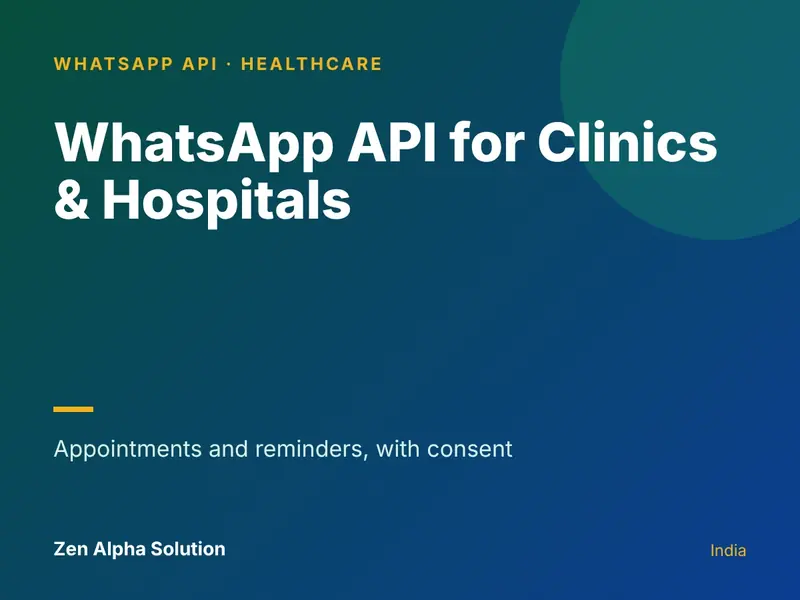 WHATSAPP API · HEALTHCARE
WhatsApp API for Clinics
& Hospitals
Appointments and reminders, with consent
Zen Alpha Solution
India